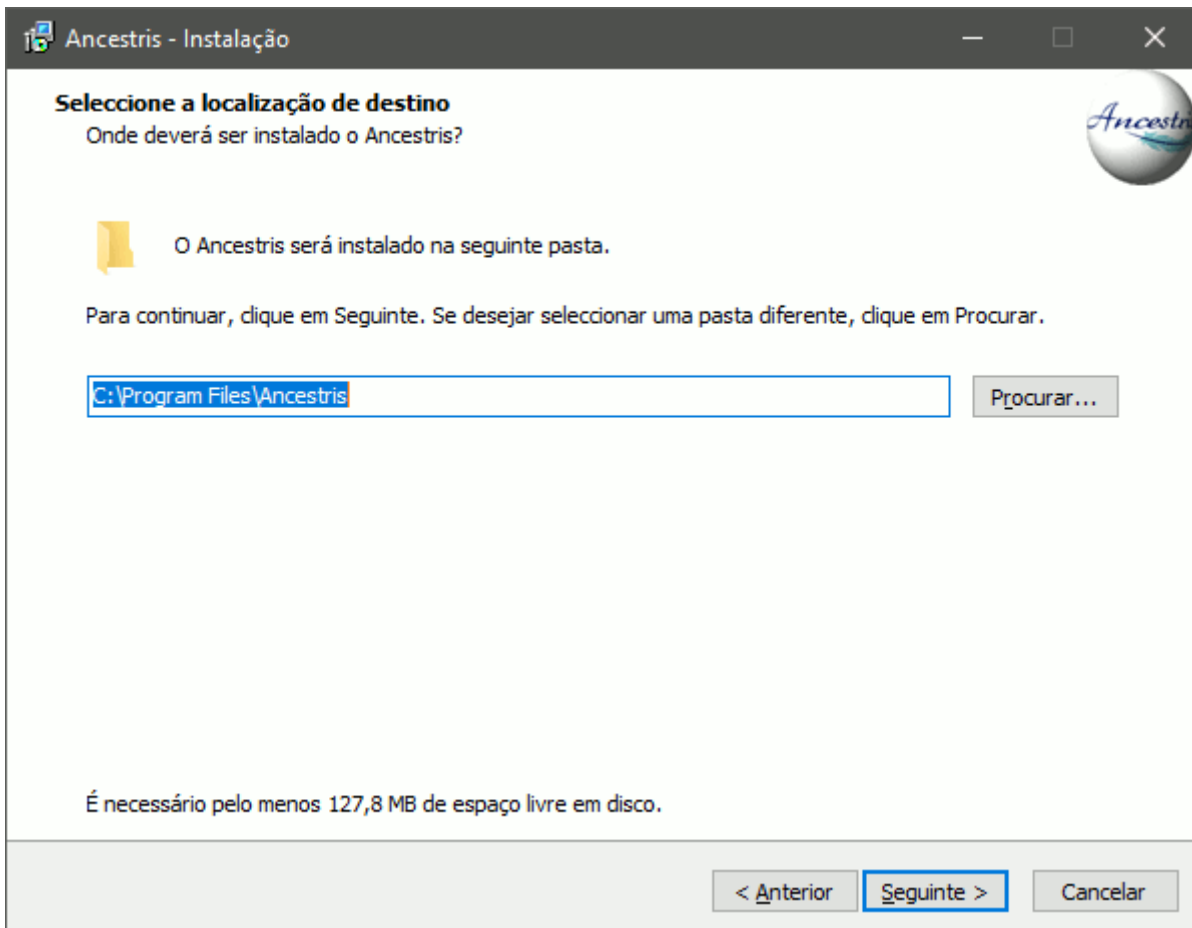 Ancestris - Instalação
Seleccione a localização de destino
Onde deverá ser instalado o Ancestris?
Ancestri
O Ancestris será instalado na seguinte pasta.
Para continuar, clique em Seguinte. Se desejar seleccionar uma pasta diferente, clique em Procurar.
C:\Program Files\Ancestris
Procurar...
É necessário pelo menos 127,8 MB de espaço livre em disco.
< Anterior
Seguinte >
Cancelar